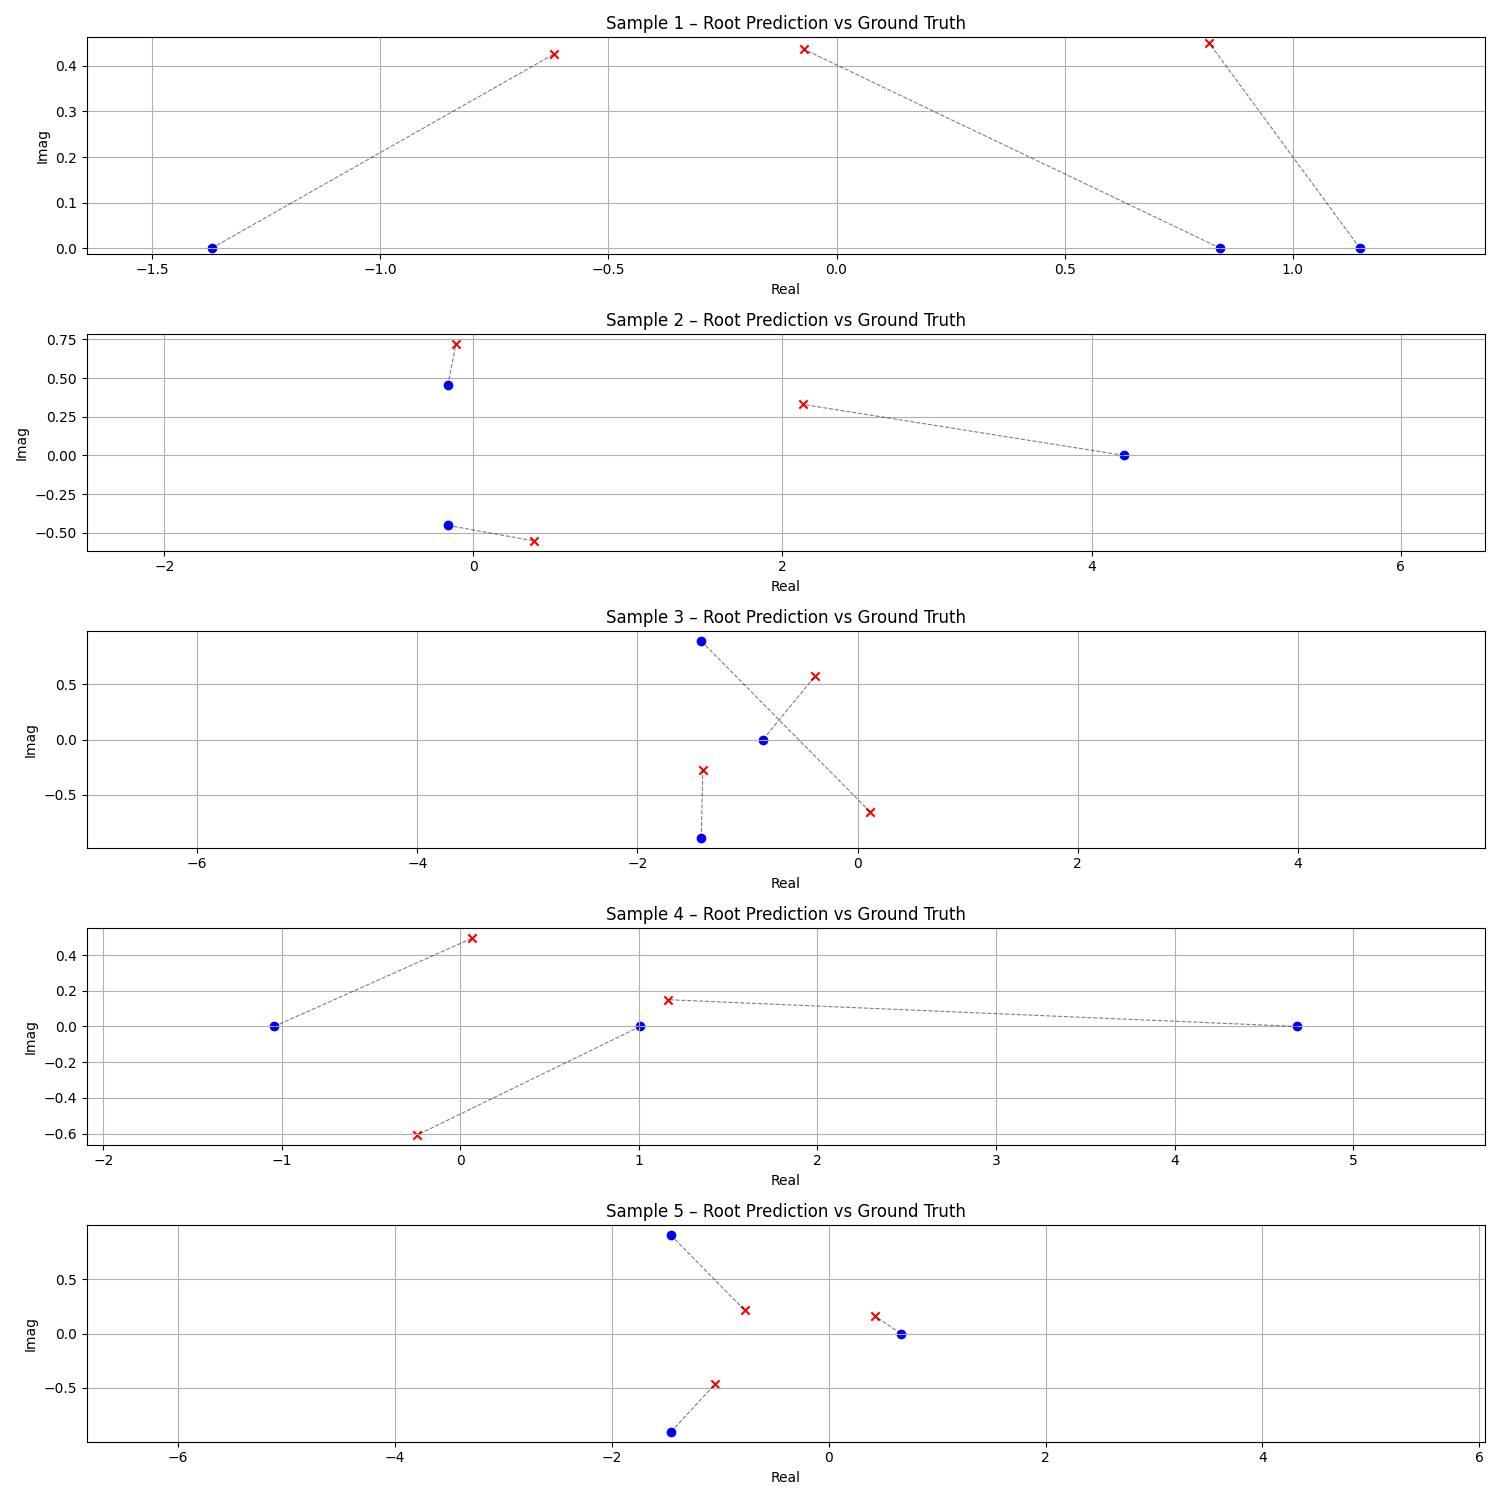 Sample 1 – Root Prediction vs Ground Truth
0.4
0.3
0.2
0.1
0.0
Imag
−1.5 −1.0 −0.5 0.0 0.5 1.0
Real
Sample 2 – Root Prediction vs Ground Truth
0.75
0.50
0.25
0.00
−0.25
−0.50
Imag
−2 0 2 4 6
Real
Sample 3 – Root Prediction vs Ground Truth
0.5
0.0
−0.5
Imag
−6 −4 −2 0 2 4
Real
Sample 4 – Root Prediction vs Ground Truth
0.4
0.2
0.0
−0.2
−0.4
−0.6
Imag
−2 −1 0 1 2 3 4 5
Real
Sample 5 – Root Prediction vs Ground Truth
0.5
0.0
−0.5
Imag
−6 −4 −2 0 2 4 6
Real